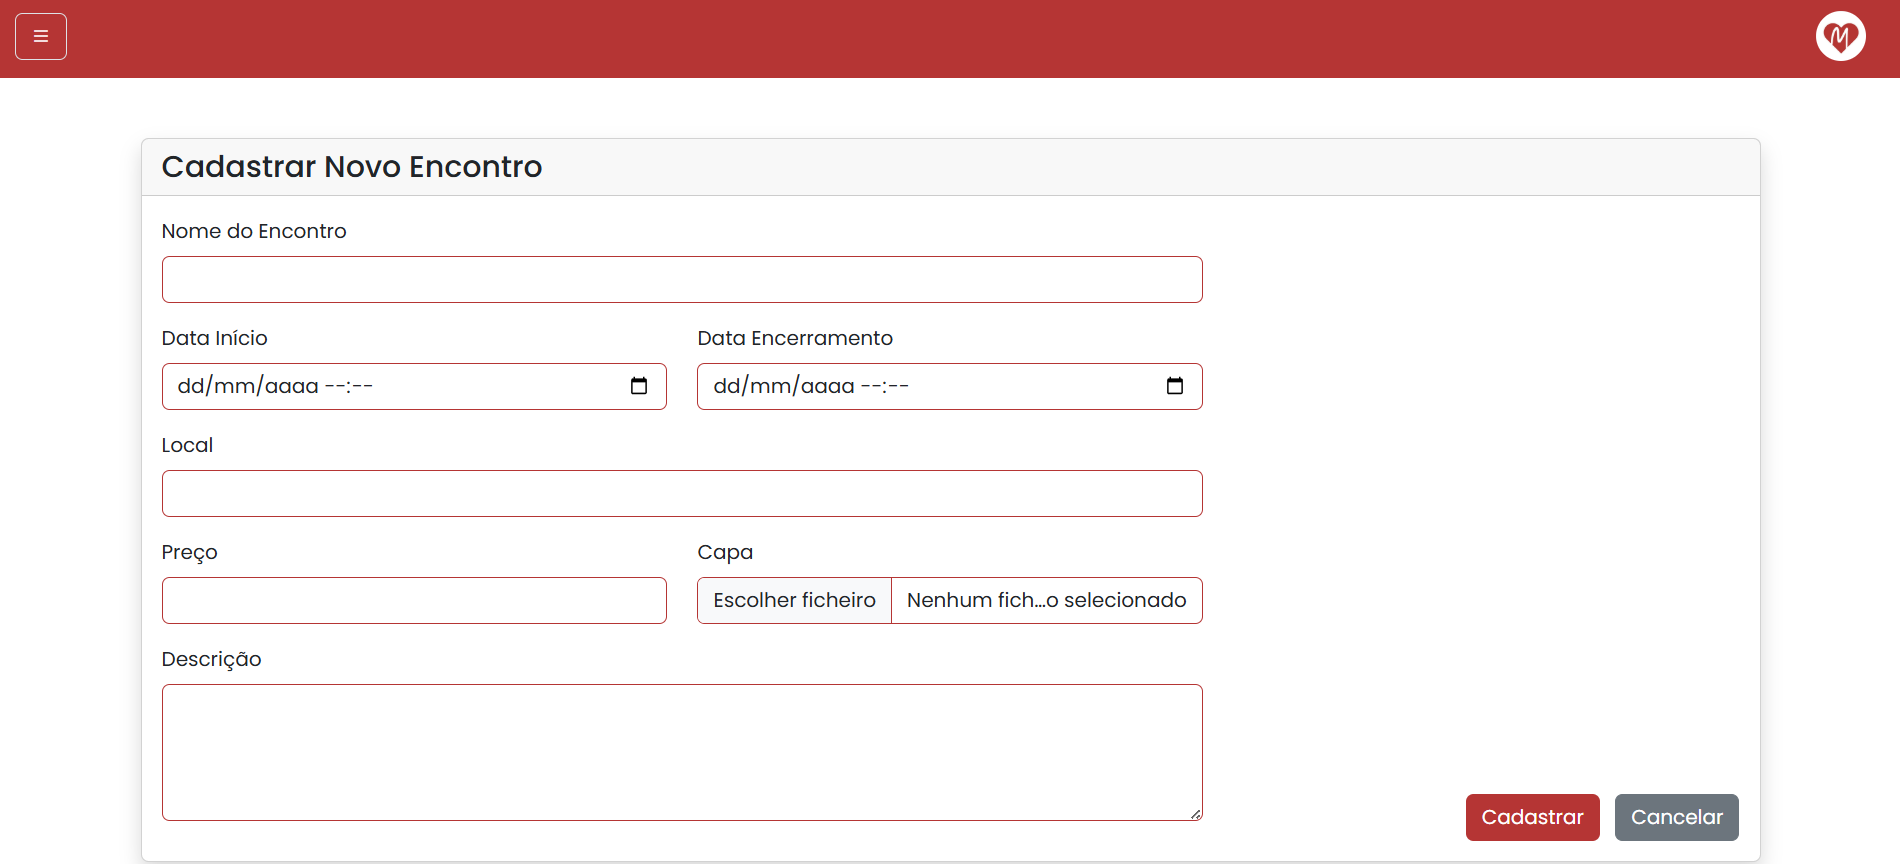 M
Cadastrar Novo Encontro
Nome do Encontro
Data Início Data Encerramento
dd/mm/aaaa --:-- dd/mm/aaaa --:--
Local
Preço Capa
Escolher ficheiro Nenhum fich...o selecionado
Descrição
Cadastrar Cancelar